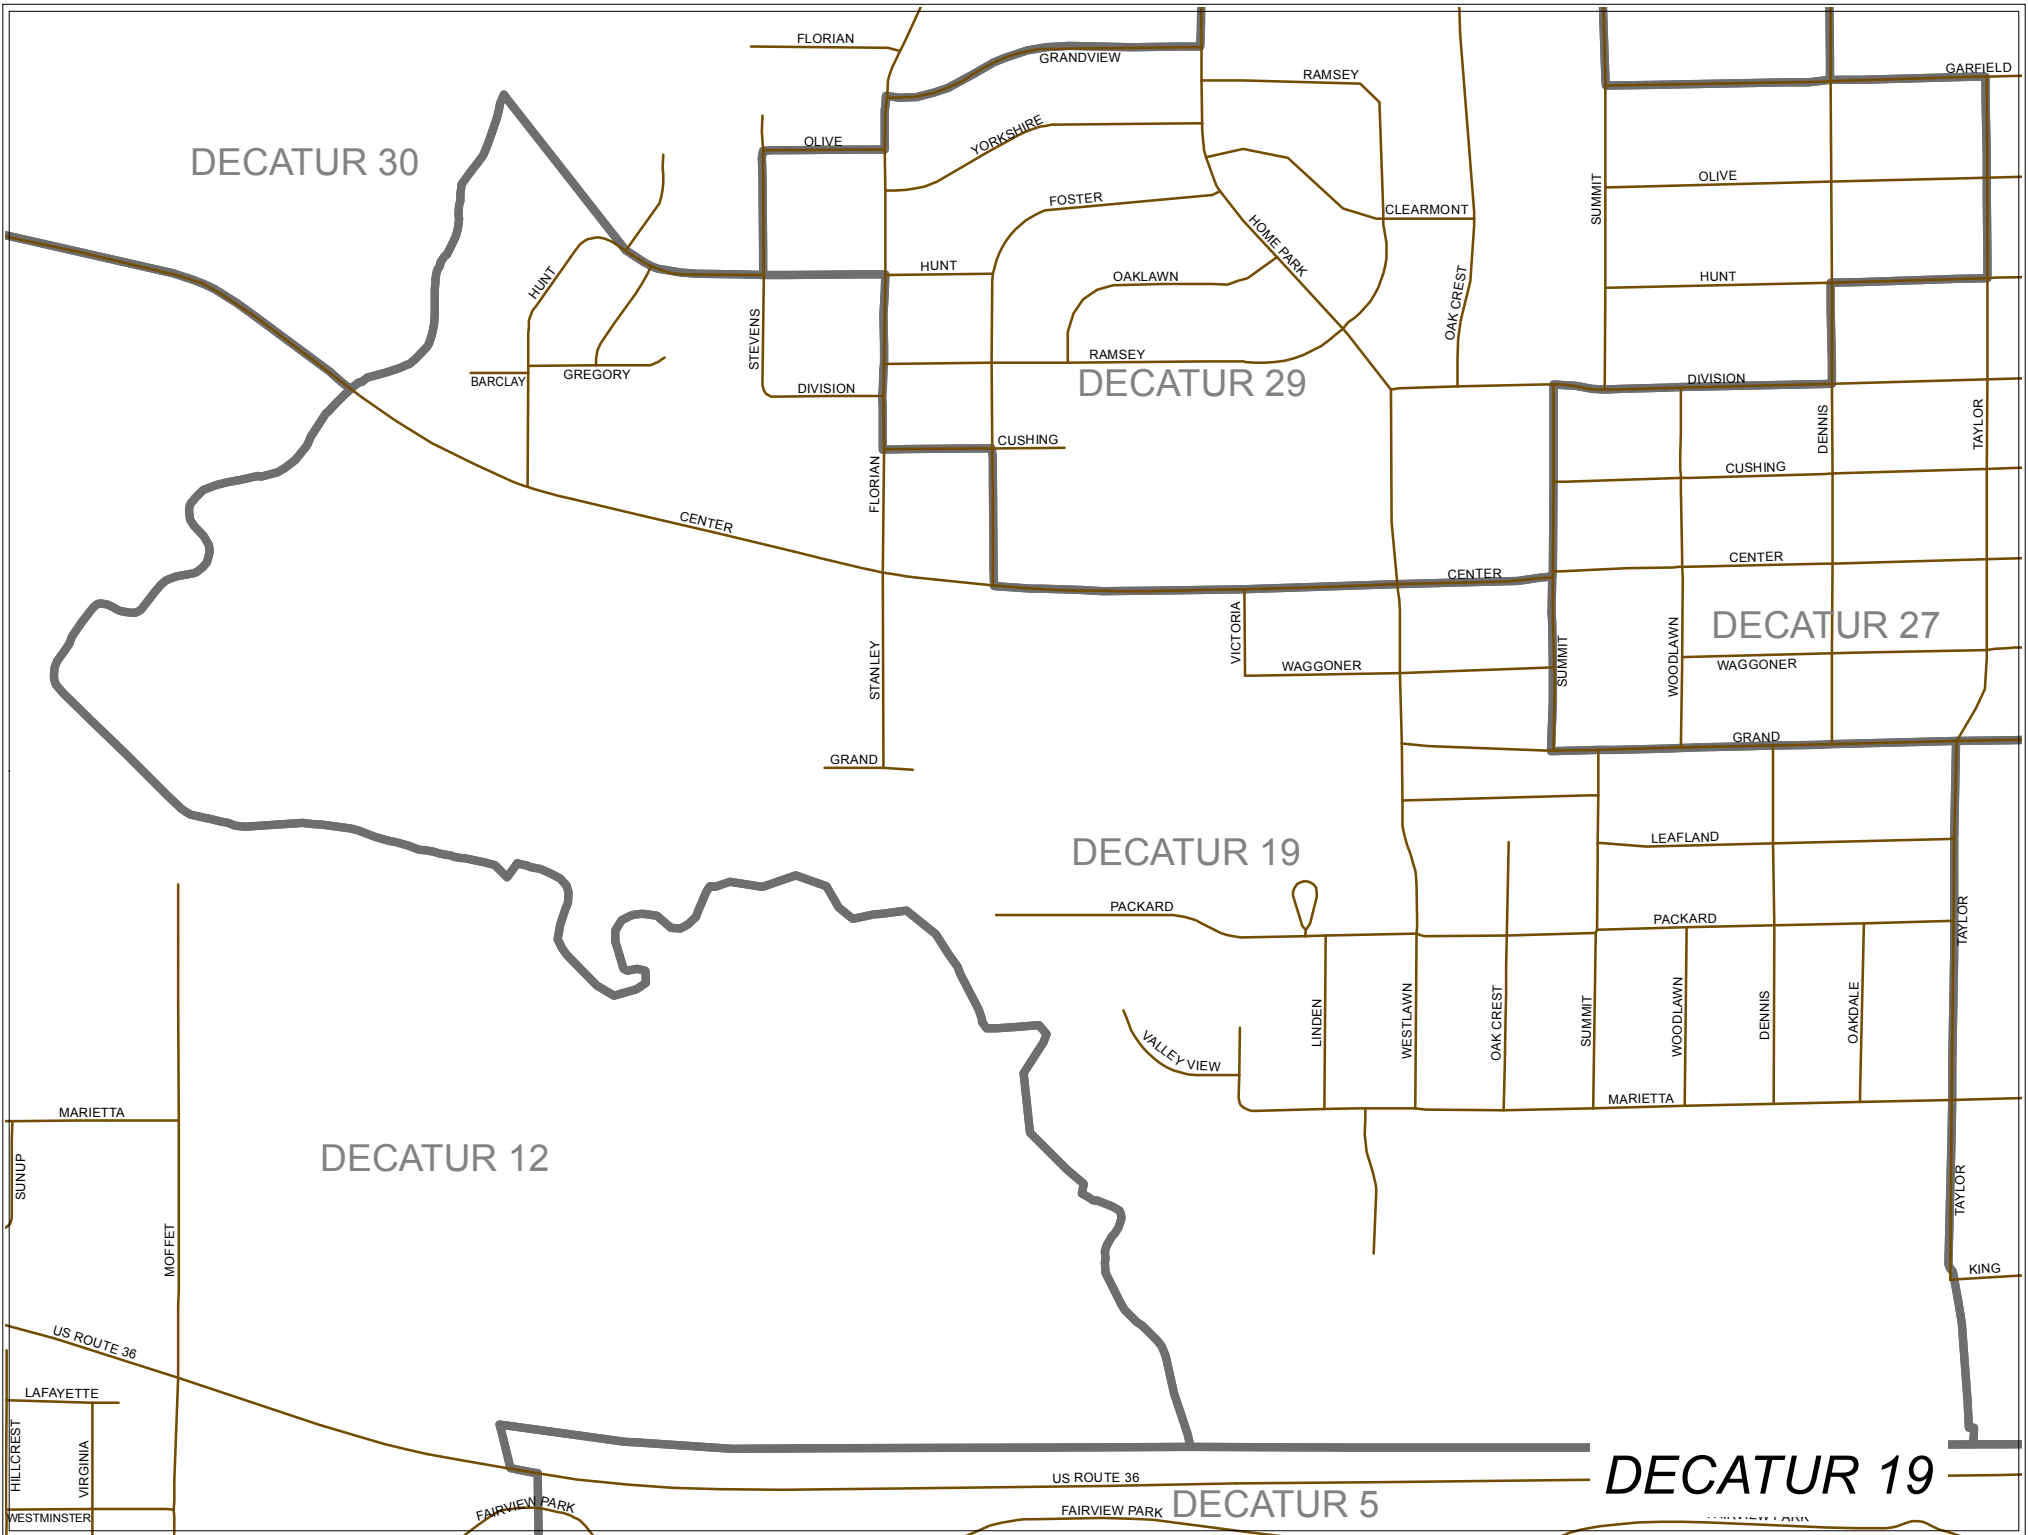 FLORIAN
GRANDVIEW
RAMSEY
GARFIELD
DECATUR 30
OLIVE
YORKSHIRE
OLIVE
SUMMIT
FOSTER
CLEARMONT
HOME PARK
HUNT
HUNT
OAKLAWN
OAK CREST
HUNT
STEVENS
RAMSEY
BARCLAY
GREGORY
DIVISION
DECATUR 29
DIVISION
DENNIS
TAYLOR
CUSHING
FLORIAN
CUSHING
CENTER
CENTER
CENTER
VICTORIA
STANLEY
WAGGONER
SUMMIT
WOODLAWN
DECATUR 27
WAGGONER
GRAND
GRAND
DECATUR 19
LEAFLAND
PACKARD
PACKARD
TAYLOR
LINDEN
WESTLAWN
OAK CREST
SUMMIT
WOODLAWN
DENNIS
OAKDALE
VALLEY VIEW
MARIETTA
MARIETTA
DECATUR 12
SUNUP
MOFFET
TAYLOR
KING
US ROUTE 36
LAFAYETTE
HILLCREST
VIRGINIA
US ROUTE 36
DECATUR 19
WESTMINSTER
FAIRVIEW PARK
FAIRVIEW PARK
DECATUR 5